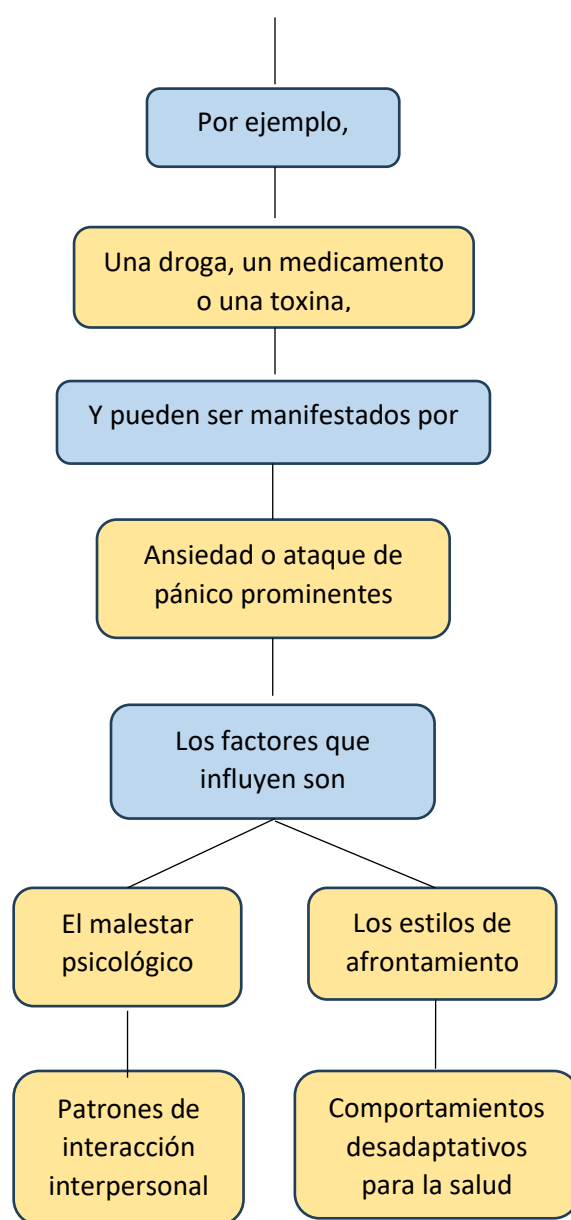 Por ejemplo,
Una droga, un medicamento
o una toxina,
Y pueden ser manifestados por
Ansiedad o ataque de
pánico prominentes
Los factores que
influyen son
El malestar
psicológico
Los estilos de
afrontamiento
Patrones de
interacción
interpersonal
Comportamientos
desadaptativos
para la salud